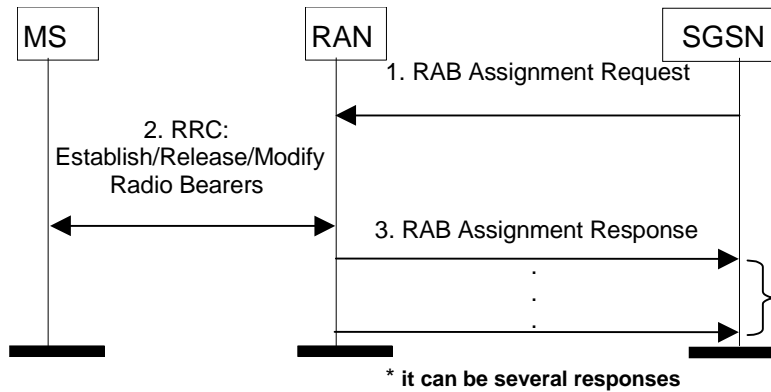 MS
RAN
SGSN
1. RAB Assignment Request
2. RRC:
Establish/Release/Modify
Radio Bearers
3. RAB Assignment Response
.
.
.
* it can be several responses